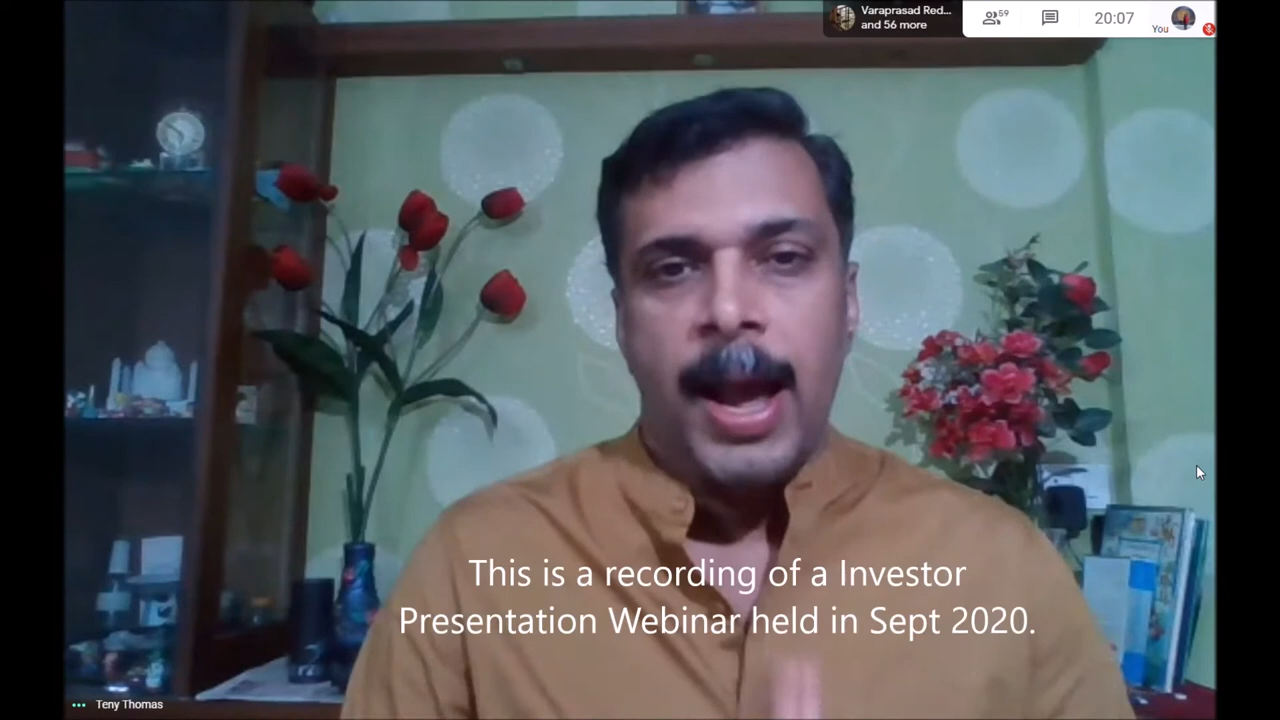 Varaprasad Red...
and 56 more
59
20:07
You
This is a recording of a Investor
Presentation Webinar held in Sept 2020.
Teny Thomas